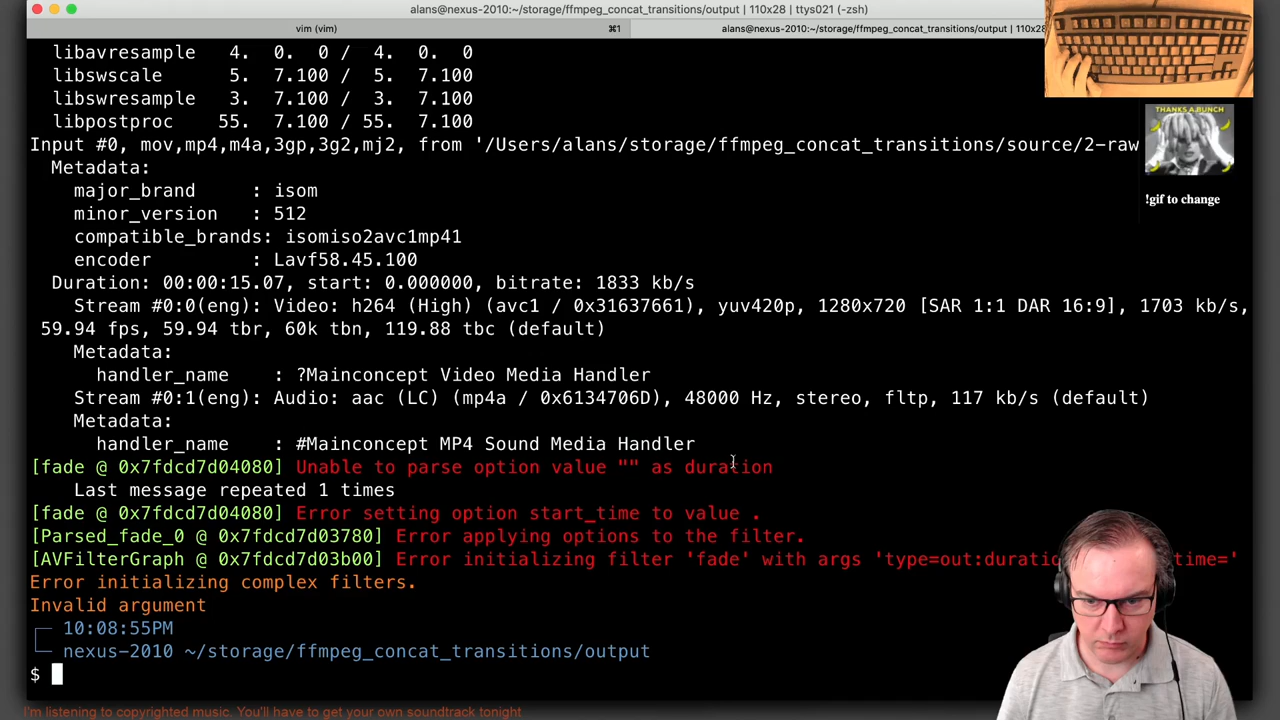 alans@nexus-2010:~/storage/ffmpeg_concat_transitions/output | 110x28 | ttys021 (-zsh)
vim (vim) ⌘1 alans@nexus-2010:~/storage/ffmpeg_concat_transitions/output | 110x28
libavresample   4.  0.  0 /  4.  0.  0
libswscale      5.  7.100 /  5.  7.100
libswresample   3.  7.100 /  3.  7.100
libpostproc    55.  7.100 / 55.  7.100
THANKS A BUNCH
Input #0, mov,mp4,m4a,3gp,3g2,mj2, from '/Users/alans/storage/ffmpeg_concat_transitions/source/2-raw
Metadata:
major_brand     : isom
!gif to change
minor_version   : 512
compatible_brands: isomiso2avc1mp41
encoder         : Lavf58.45.100
Duration: 00:00:15.07, start: 0.000000, bitrate: 1833 kb/s
Stream #0:0(eng): Video: h264 (High) (avc1 / 0x31637661), yuv420p, 1280x720 [SAR 1:1 DAR 16:9], 1703 kb/s,
59.94 fps, 59.94 tbr, 60k tbn, 119.88 tbc (default)
Metadata:
handler_name    : ?Mainconcept Video Media Handler
Stream #0:1(eng): Audio: aac (LC) (mp4a / 0x6134706D), 48000 Hz, stereo, fltp, 117 kb/s (default)
Metadata:
handler_name    : #Mainconcept MP4 Sound Media Handler
[fade @ 0x7fdcd7d04080] Unable to parse option value "" as duration
Last message repeated 1 times
[fade @ 0x7fdcd7d04080] Error setting option start_time to value .
[Parsed_fade_0 @ 0x7fdcd7d03780] Error applying options to the filter.
[AVFilterGraph @ 0x7fdcd7d03b00] Error initializing filter 'fade' with args 'type=out:duratio time='
Error initializing complex filters.
Invalid argument
10:08:55PM
nexus-2010 ~/storage/ffmpeg_concat_transitions/output
$
I'm listening to copyrighted music. You'll have to get your own soundtrack tonight